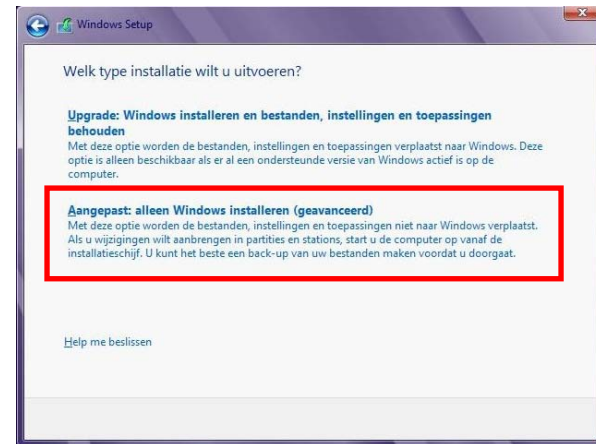 Windows Setup
Welk type installatie wilt u uitvoeren?
Upgrade: Windows installeren en bestanden, instellingen en toepassingen
behouden
Met deze optie worden de bestanden, instellingen en toepassingen verplaatst naar Windows. Deze
optie is alleen beschikbaar als er al een ondersteunde versie van Windows actief is op de
computer.
Aangepast: alleen Windows installeren (geavanceerd)
Met deze optie worden de bestanden, instellingen en toepassingen niet naar Windows verplaatst.
Als u wijzigingen wilt aanbrengen in partities en stations, start u de computer op vanaf de
installatieschijf. U kunt het beste een back-up van uw bestanden maken voordat u doorgaat.
Help me beslissen